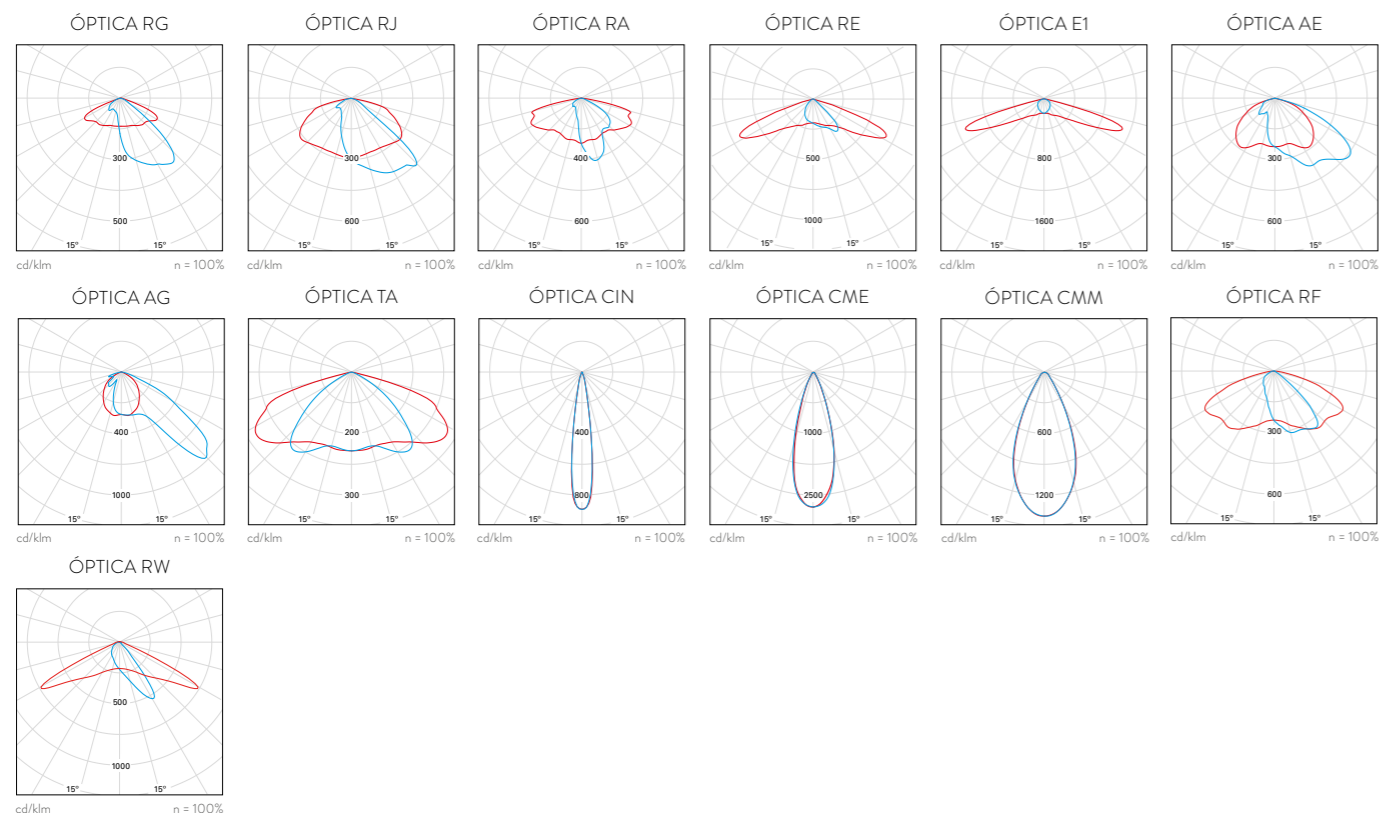 ÓPTICA RG
300
500
15° 15°
cd/klm n = 100%
ÓPTICA RJ
300
600
15° 15°
cd/klm n = 100%
ÓPTICA RA
400
600
15° 15°
cd/klm n = 100%
ÓPTICA RE
500
1000
15° 15°
cd/klm n = 100%
ÓPTICA E1
800
1600
15° 15°
cd/klm n = 100%
ÓPTICA AE
300
600
15° 15°
cd/klm n = 100%
ÓPTICA AG
400
1000
15° 15°
cd/klm n = 100%
ÓPTICA TA
200
300
15° 15°
cd/klm n = 100%
ÓPTICA CIN
400
800
15° 15°
cd/klm n = 100%
ÓPTICA CME
1000
2500
15° 15°
cd/klm n = 100%
ÓPTICA CMM
600
1200
15° 15°
cd/klm n = 100%
ÓPTICA RF
300
600
15° 15°
cd/klm n = 100%
ÓPTICA RW
500
1000
15° 15°
cd/klm n = 100%